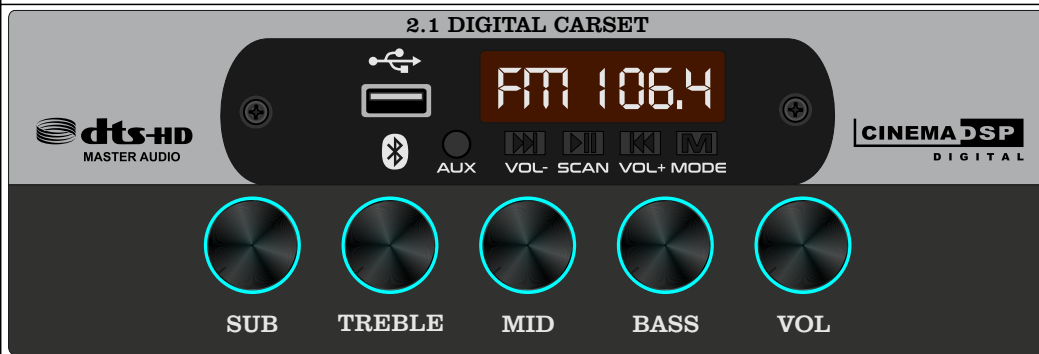 2.1 DIGITAL CARSET
FM 106.4
dts-HD
MASTER AUDIO
CINEMA DSP
DIGITAL
M
AUX VOL- SCAN VOL+ MODE
SUB TREBLE MID BASS VOL